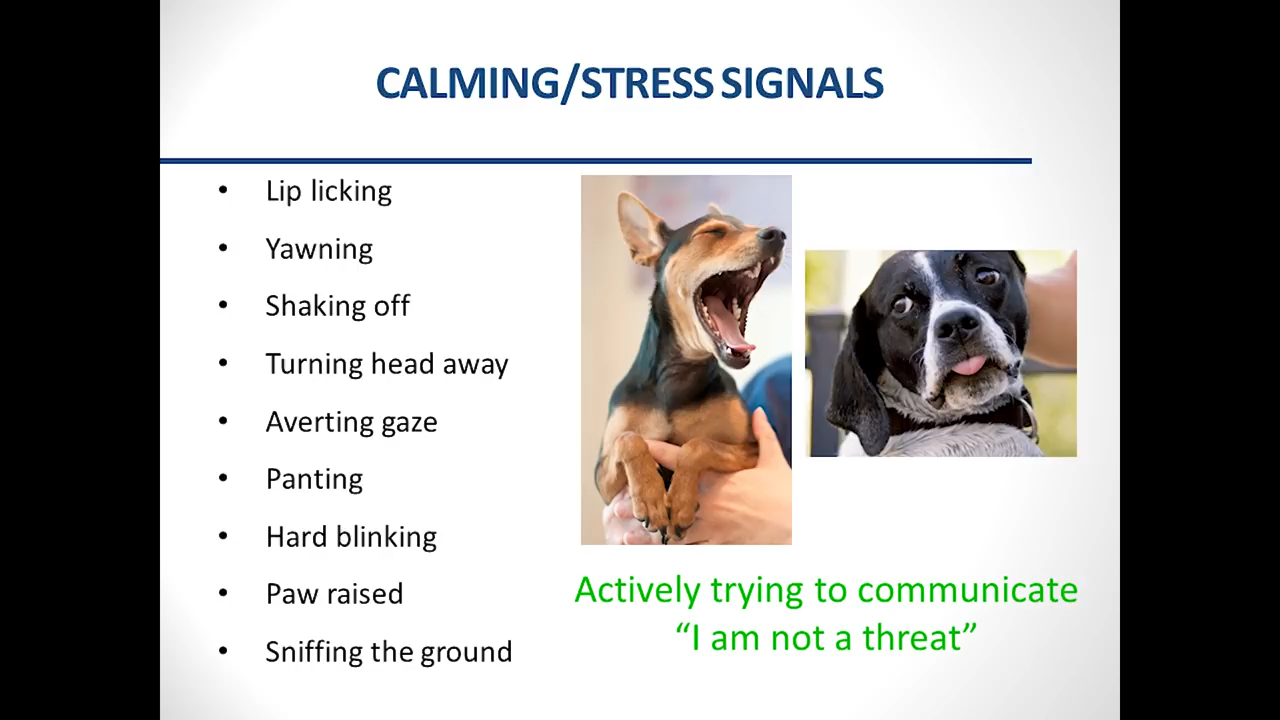 CALMING/STRESS SIGNALS
• Lip licking
• Yawning
• Shaking off
• Turning head away
• Averting gaze
• Panting
• Hard blinking
• Paw raised
• Sniffing the ground
Actively trying to communicate
“I am not a threat”